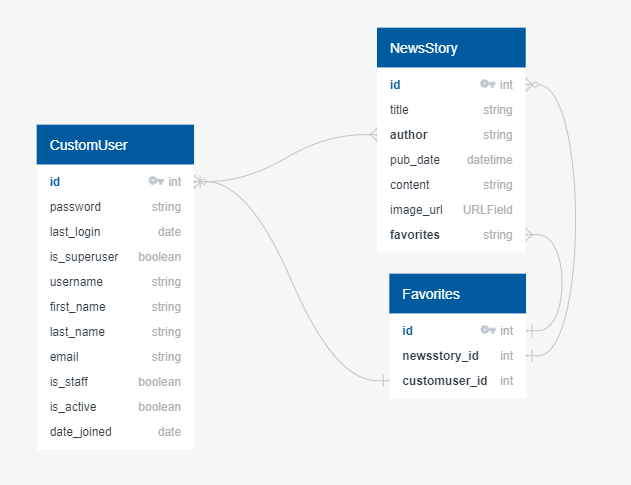 CustomUser
id int
password string
last_login date
is_superuser boolean
username string
first_name string
last_name string
email string
is_staff boolean
is_active boolean
date_joined date
NewsStory
id int
title string
author string
pub_date datetime
content string
image_url URLField
favorites string
Favorites
id int
newsstory_id int
customuser_id int